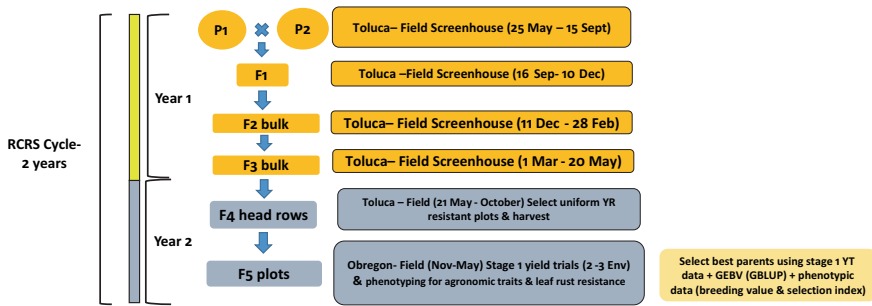 P1
P2
Toluca– Field Screenhouse (25 May – 15 Sept)
F1
Toluca –Field Screenhouse (16 Sep- 10 Dec)
Year 1
F2 bulk
Toluca– Field Screenhouse (11 Dec - 28 Feb)
RCRS Cycle-
2 years
F3 bulk
Toluca– Field Screenhouse (1 Mar - 20 May)
F4 head rows
Toluca – Field (21 May - October) Select uniform YR
resistant plots & harvest
Year 2
F5 plots
Obregon- Field (Nov-May) Stage 1 yield trials (2 -3 Env)
& phenotyping for agronomic traits & leaf rust resistance
Select best parents using stage 1 YT
data + GEBV (GBLUP) + phenotypic
data (breeding value & selection index)